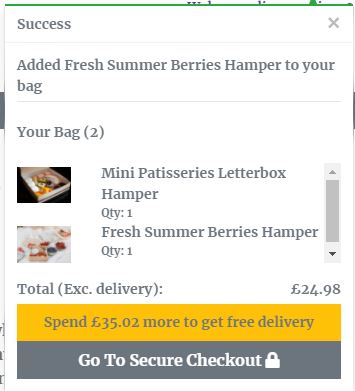 Success
×
Added Fresh Summer Berries Hamper to your
bag
Your Bag (2)
Mini Patisseries Letterbox
Hamper
Qty: 1
Fresh Summer Berries Hamper
Qty: 1
Total (Exc. delivery): £24.98
Spend £35.02 more to get free delivery
Go To Secure Checkout